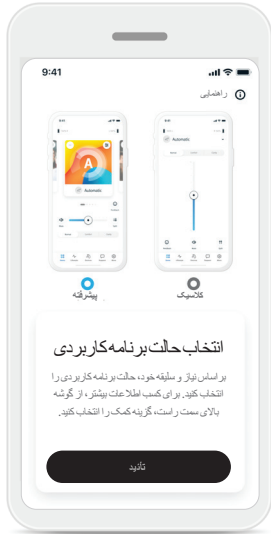 9:41
راهنمایی
A
Automatic
Automatic
پیشرفته
کلاسیک
انتخاب حالت برنامه کاربردی
بر اساس نیاز و سلیقه خود، حالت برنامه کاربردی را
انتخاب کنید. برای کسب اطلاعات بیشتر، از گوشه
بالای سمت راست، گزینه کمک را انتخاب کنید.
تائید